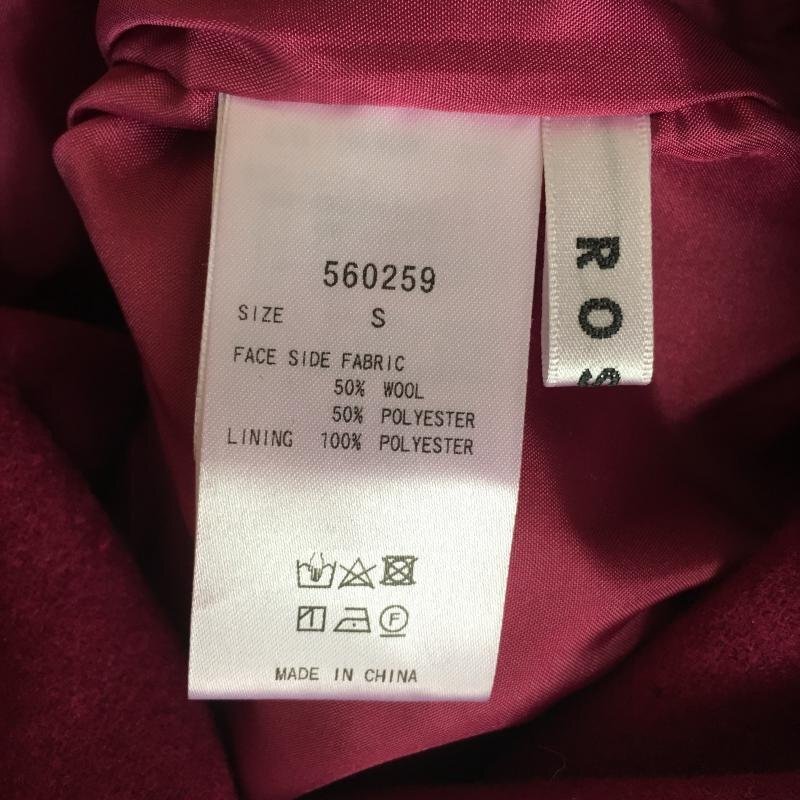 560259
SIZE S
FACE SIDE FABRIC
50% WOOL
50% POLYESTER
LINING 100% POLYESTER
F
MADE IN CHINA
ROS